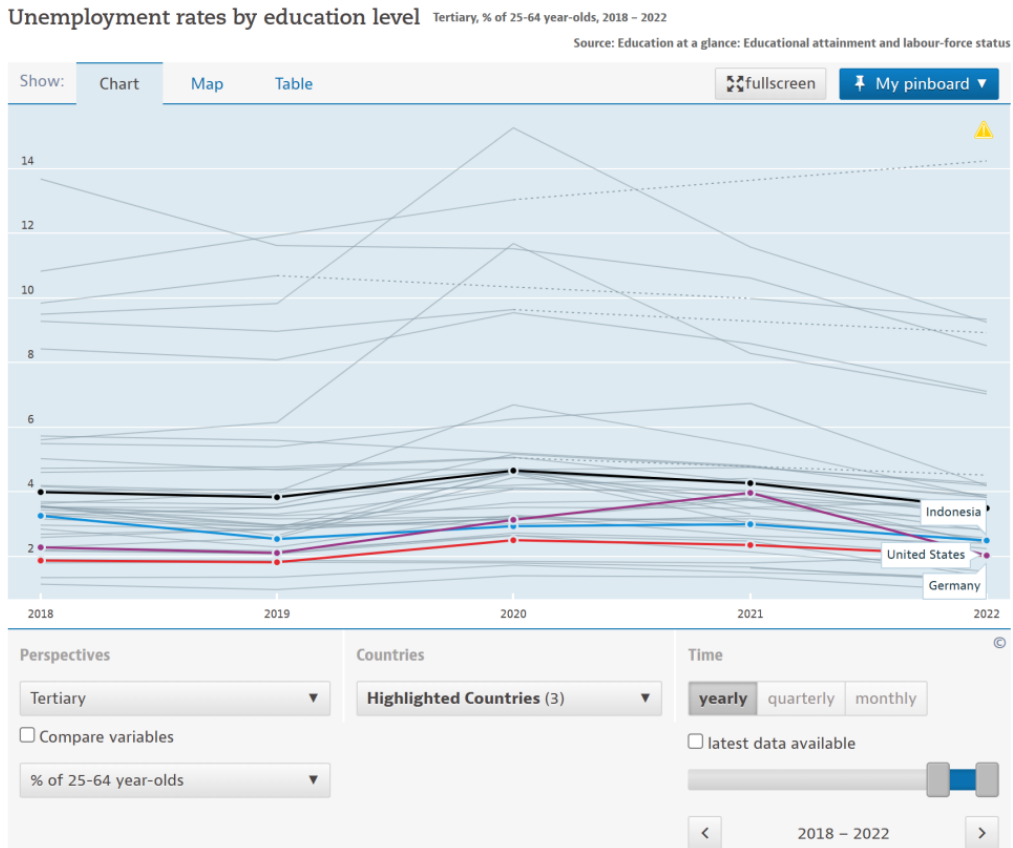 Unemployment rates by education level Tertiary, % of 25-64 year-olds, 2018 – 2022
Source: Education at a glance: Educational attainment and labour-force status
Show: Chart Map Table fullscreen My pinboard ▼
14
12
10
8
6
4
2
Indonesia
United States
Germany
2018 2019 2020 2021 2022
©
Perspectives Countries Time
Tertiary ▼ Highlighted Countries (3) ▼ yearly quarterly monthly
Compare variables
latest data available
% of 25-64 year-olds ▼
< 2018 – 2022 >